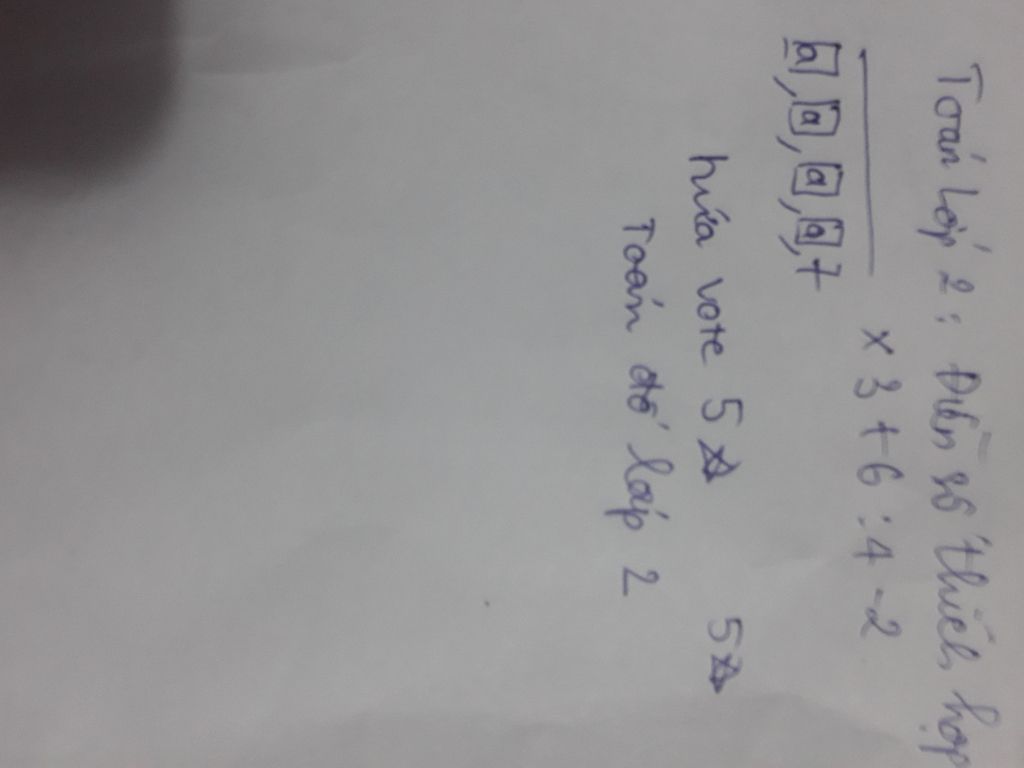 Toán lớp 2: Điền số thích hợp
x 3 + 6 : 4 - 2
a, a, a, a, 7
hứa vote 5 ☆ 5 ☆
Toán đố lớp 2